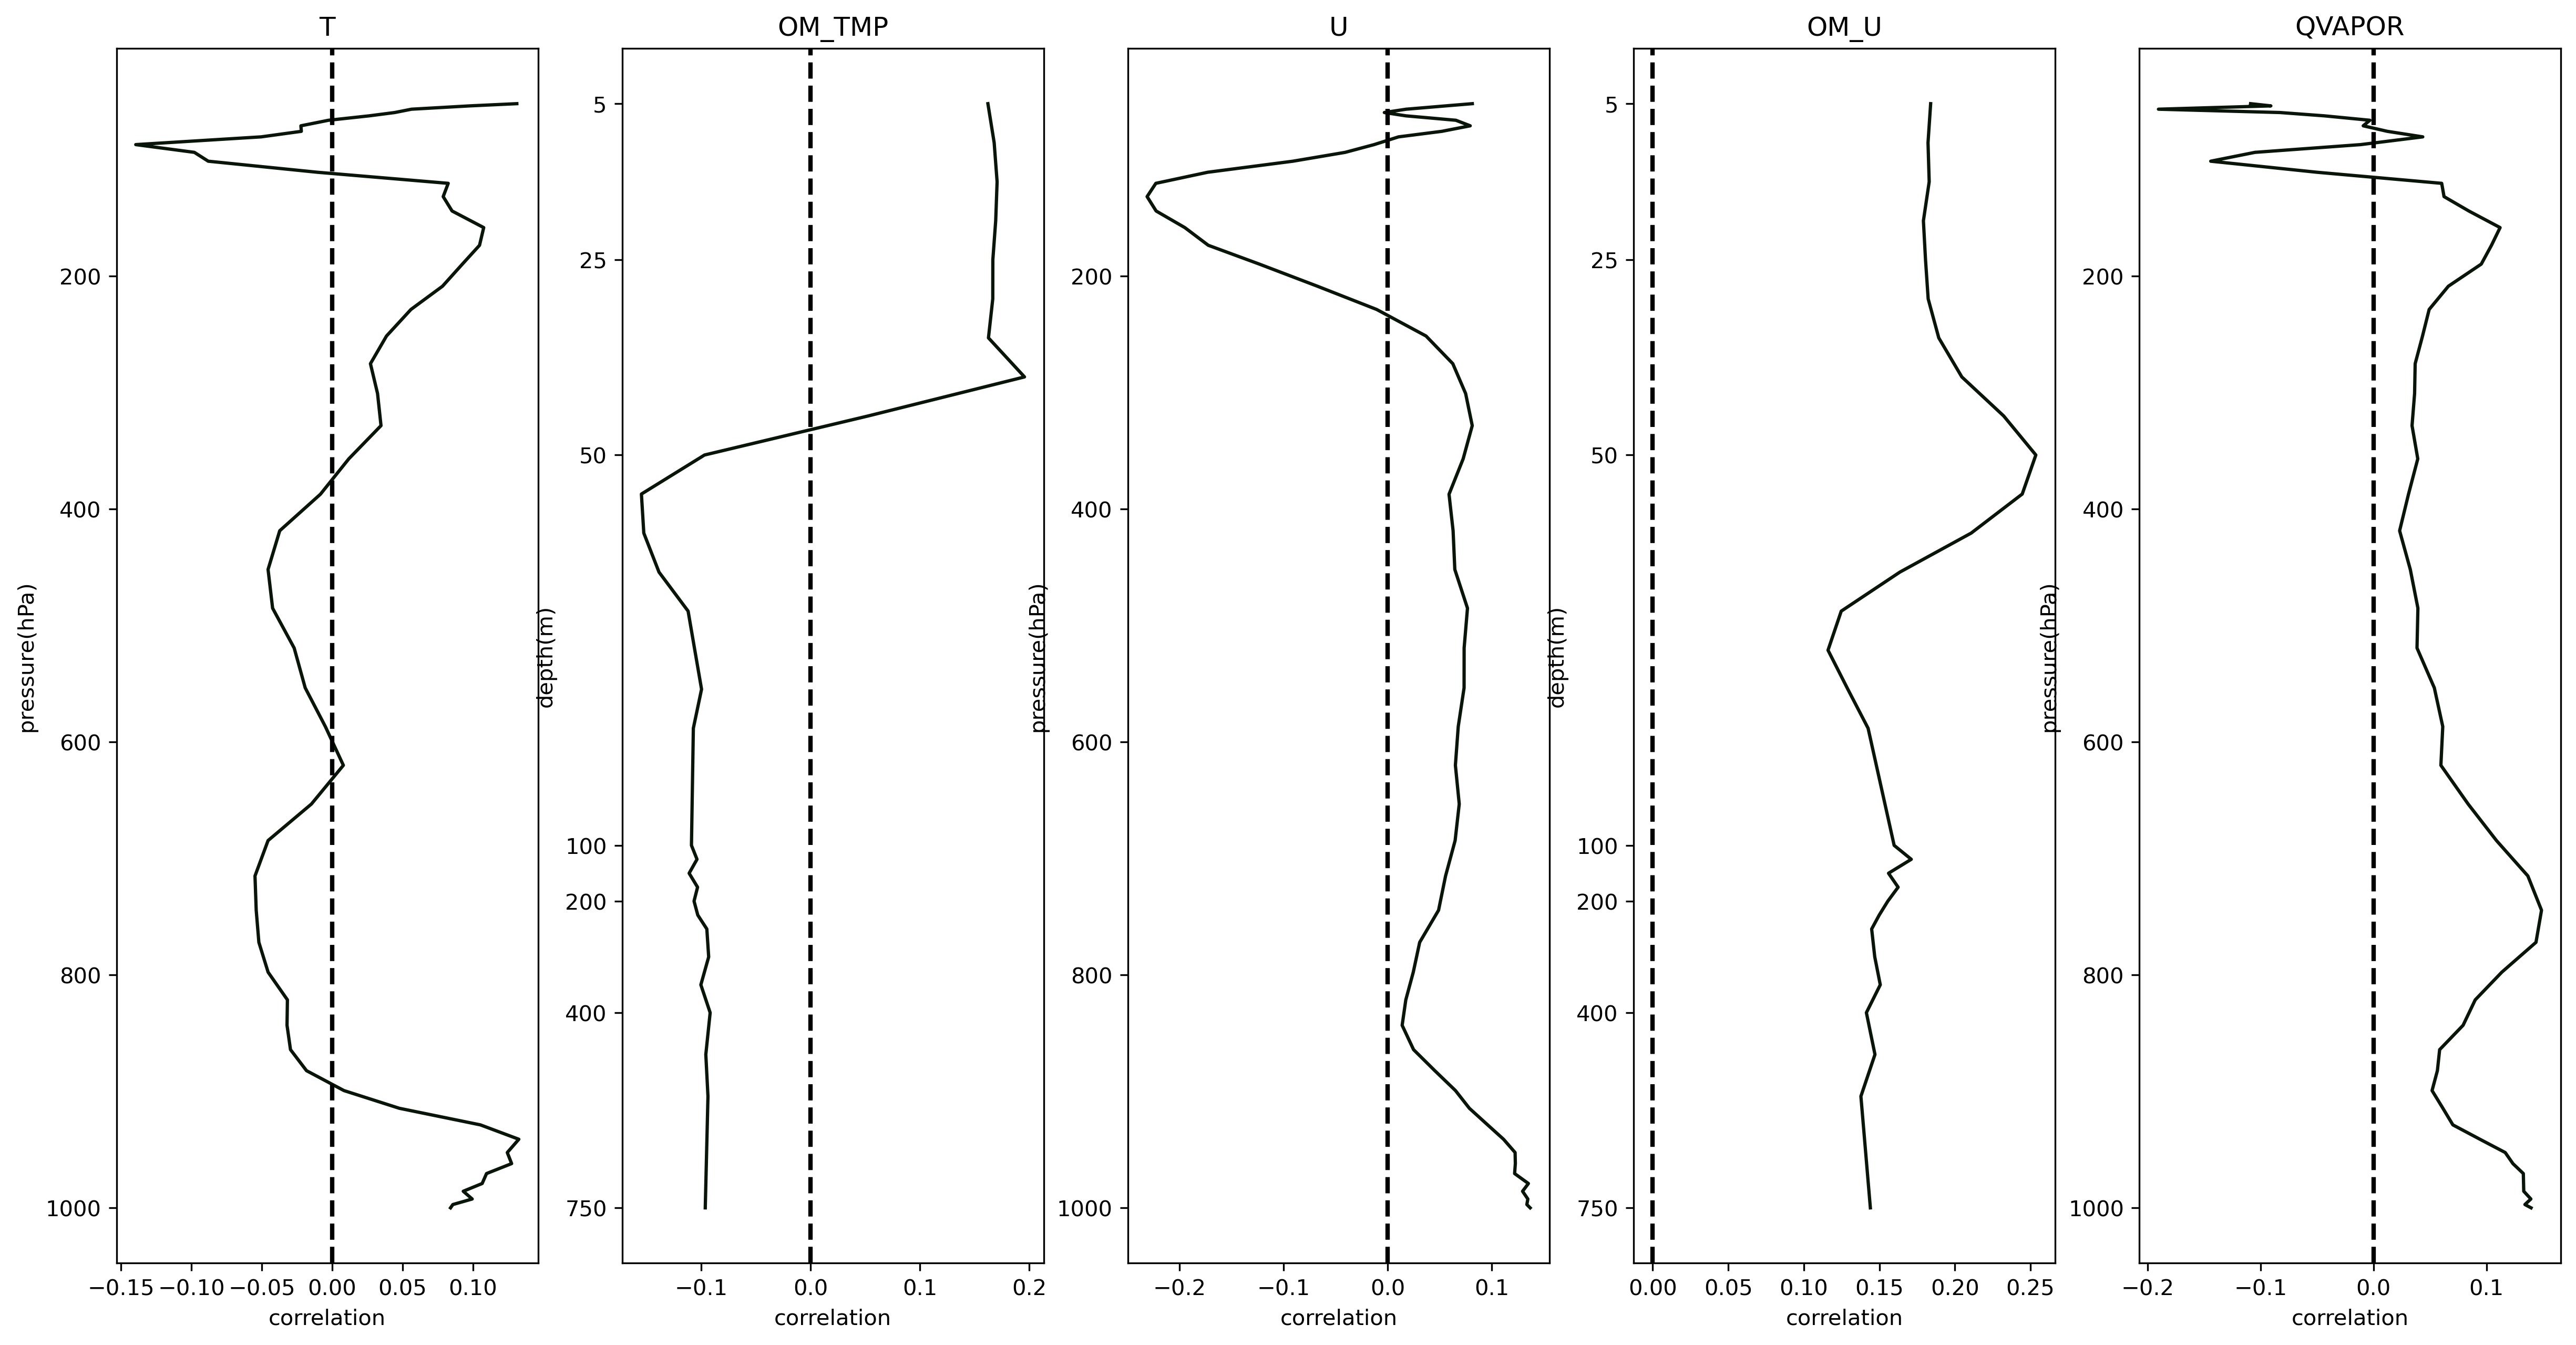 T
OM_TMP
U
OM_U
QVAPOR
pressure(hPa)
200
400
600
800
1000
−0.15 −0.10 −0.05 0.00 0.05 0.10
correlation
depth(m)
5
25
50
100
200
400
750
−0.1 0.0 0.1 0.2
correlation
pressure(hPa)
200
400
600
800
1000
−0.2 −0.1 0.0 0.1
correlation
depth(m)
5
25
50
100
200
400
750
0.00 0.05 0.10 0.15 0.20 0.25
correlation
pressure(hPa)
200
400
600
800
1000
−0.2 −0.1 0.0 0.1
correlation